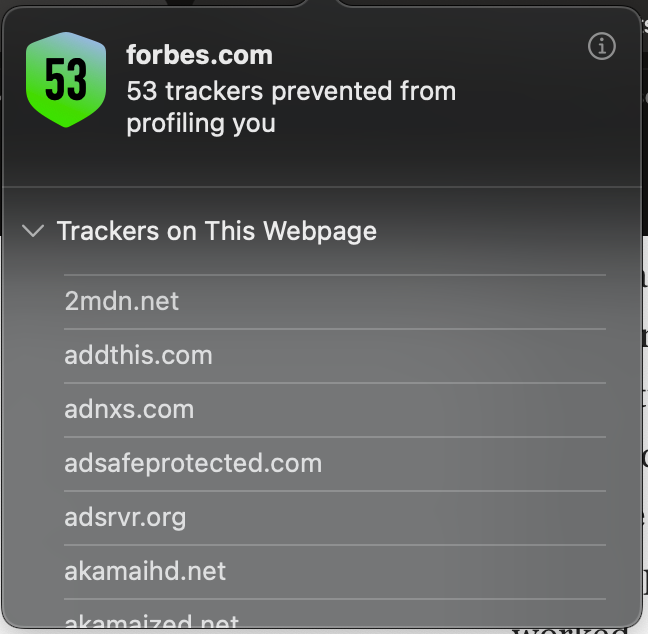 53
forbes.com
53 trackers prevented from
profiling you
Trackers on This Webpage
2mdn.net
addthis.com
adnxs.com
adsafeprotected.com
adsrvr.org
akamaihd.net
akamaized.net
worked